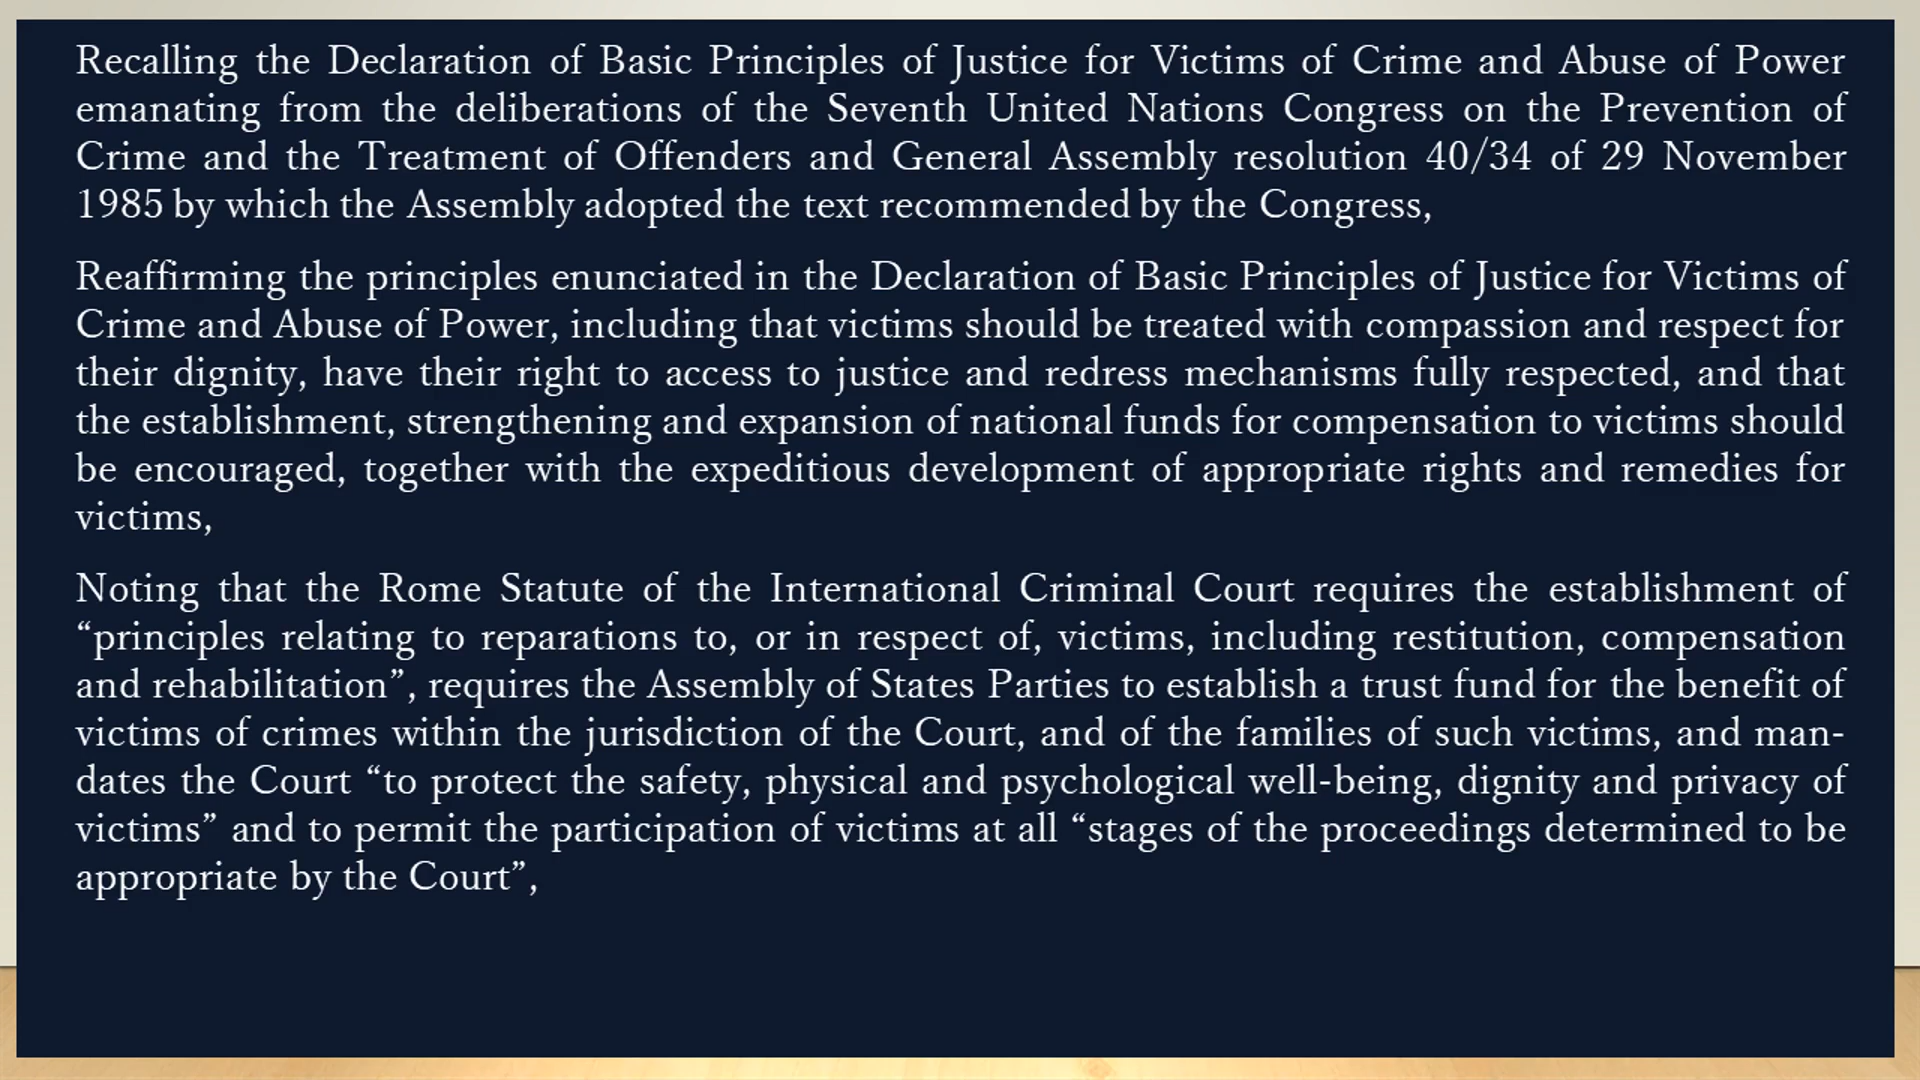 Recalling the Declaration of Basic Principles of Justice for Victims of Crime and Abuse of Power
emanating from the deliberations of the Seventh United Nations Congress on the Prevention of
Crime and the Treatment of Offenders and General Assembly resolution 40/34 of 29 November
1985 by which the Assembly adopted the text recommended by the Congress,
Reaffirming the principles enunciated in the Declaration of Basic Principles of Justice for Victims of
Crime and Abuse of Power, including that victims should be treated with compassion and respect for
their dignity, have their right to access to justice and redress mechanisms fully respected, and that
the establishment, strengthening and expansion of national funds for compensation to victims should
be encouraged, together with the expeditious development of appropriate rights and remedies for
victims,
Noting that the Rome Statute of the International Criminal Court requires the establishment of
“principles relating to reparations to, or in respect of, victims, including restitution, compensation
and rehabilitation”, requires the Assembly of States Parties to establish a trust fund for the benefit of
victims of crimes within the jurisdiction of the Court, and of the families of such victims, and man-
dates the Court “to protect the safety, physical and psychological well-being, dignity and privacy of
victims” and to permit the participation of victims at all “stages of the proceedings determined to be
appropriate by the Court”,